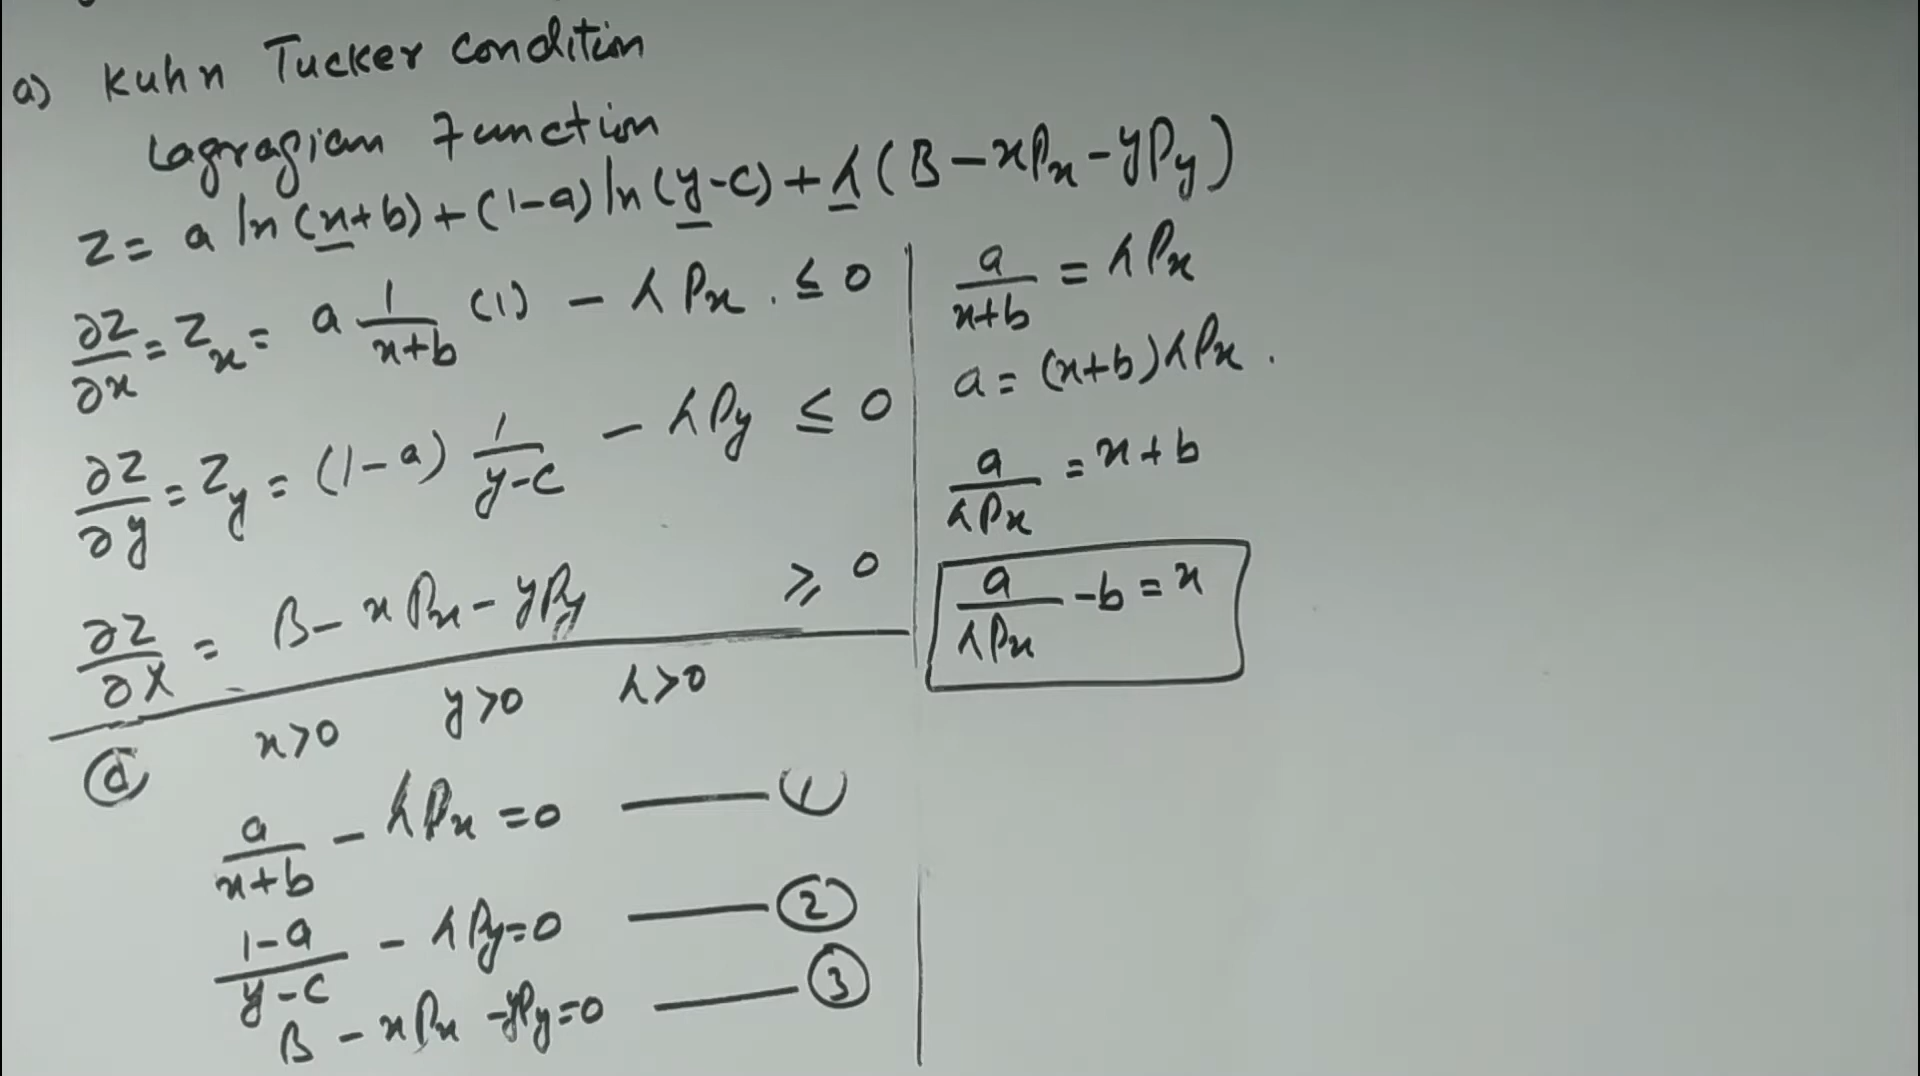 a) Kuhn Tucker condition
Lagragian Function
Z = a ln (x+b) + (1-a) ln (y-c) + λ (B - xPx - yPy)
∂Z/∂x = Zx = a 1/(x+b) (1) - λ Px . ≤ 0
∂Z/∂y = Zy = (1-a) 1/(y-c) - λPy ≤ 0
∂Z/∂λ = B - xPx - yPy ≥ 0
x>0 y>0 λ>0
d
a/(x+b) - λPx = 0 —— 1
(1-a)/(y-c) - λPy = 0 —— 2
B - xPx - yPy = 0 —— 3
a/(x+b) = λPx
a = (x+b)λPx .
a/(λPx) = x+b
a/(λPx) - b = x